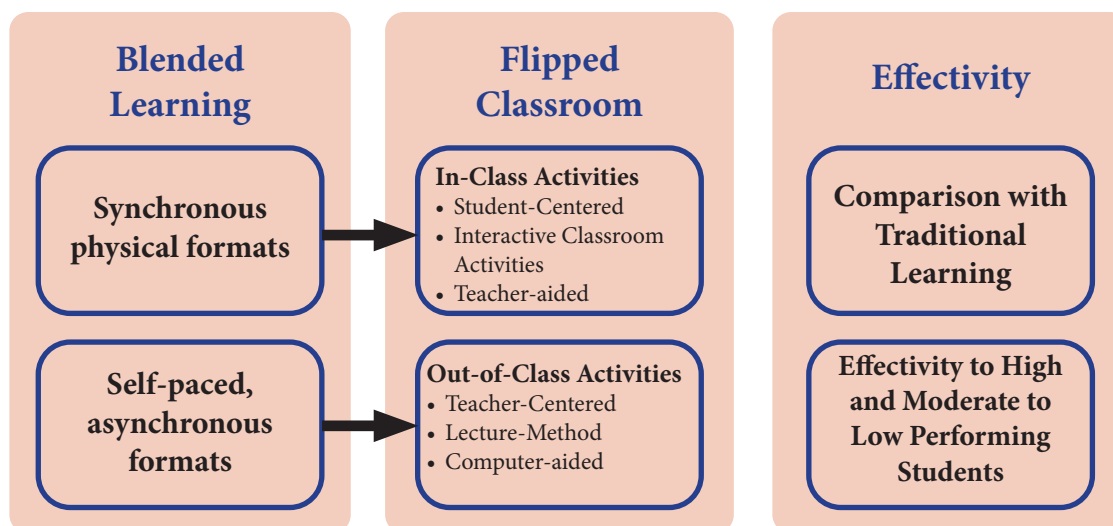 Blended
Learning
Synchronous
physical formats
Self-paced,
asynchronous
formats
Flipped
Classroom
In-Class Activities
• Student-Centered
• Interactive Classroom
Activities
• Teacher-aided
Out-of-Class Activities
• Teacher-Centered
• Lecture-Method
• Computer-aided
Effectivity
Comparison with
Traditional
Learning
Effectivity to High
and Moderate to
Low Performing
Students